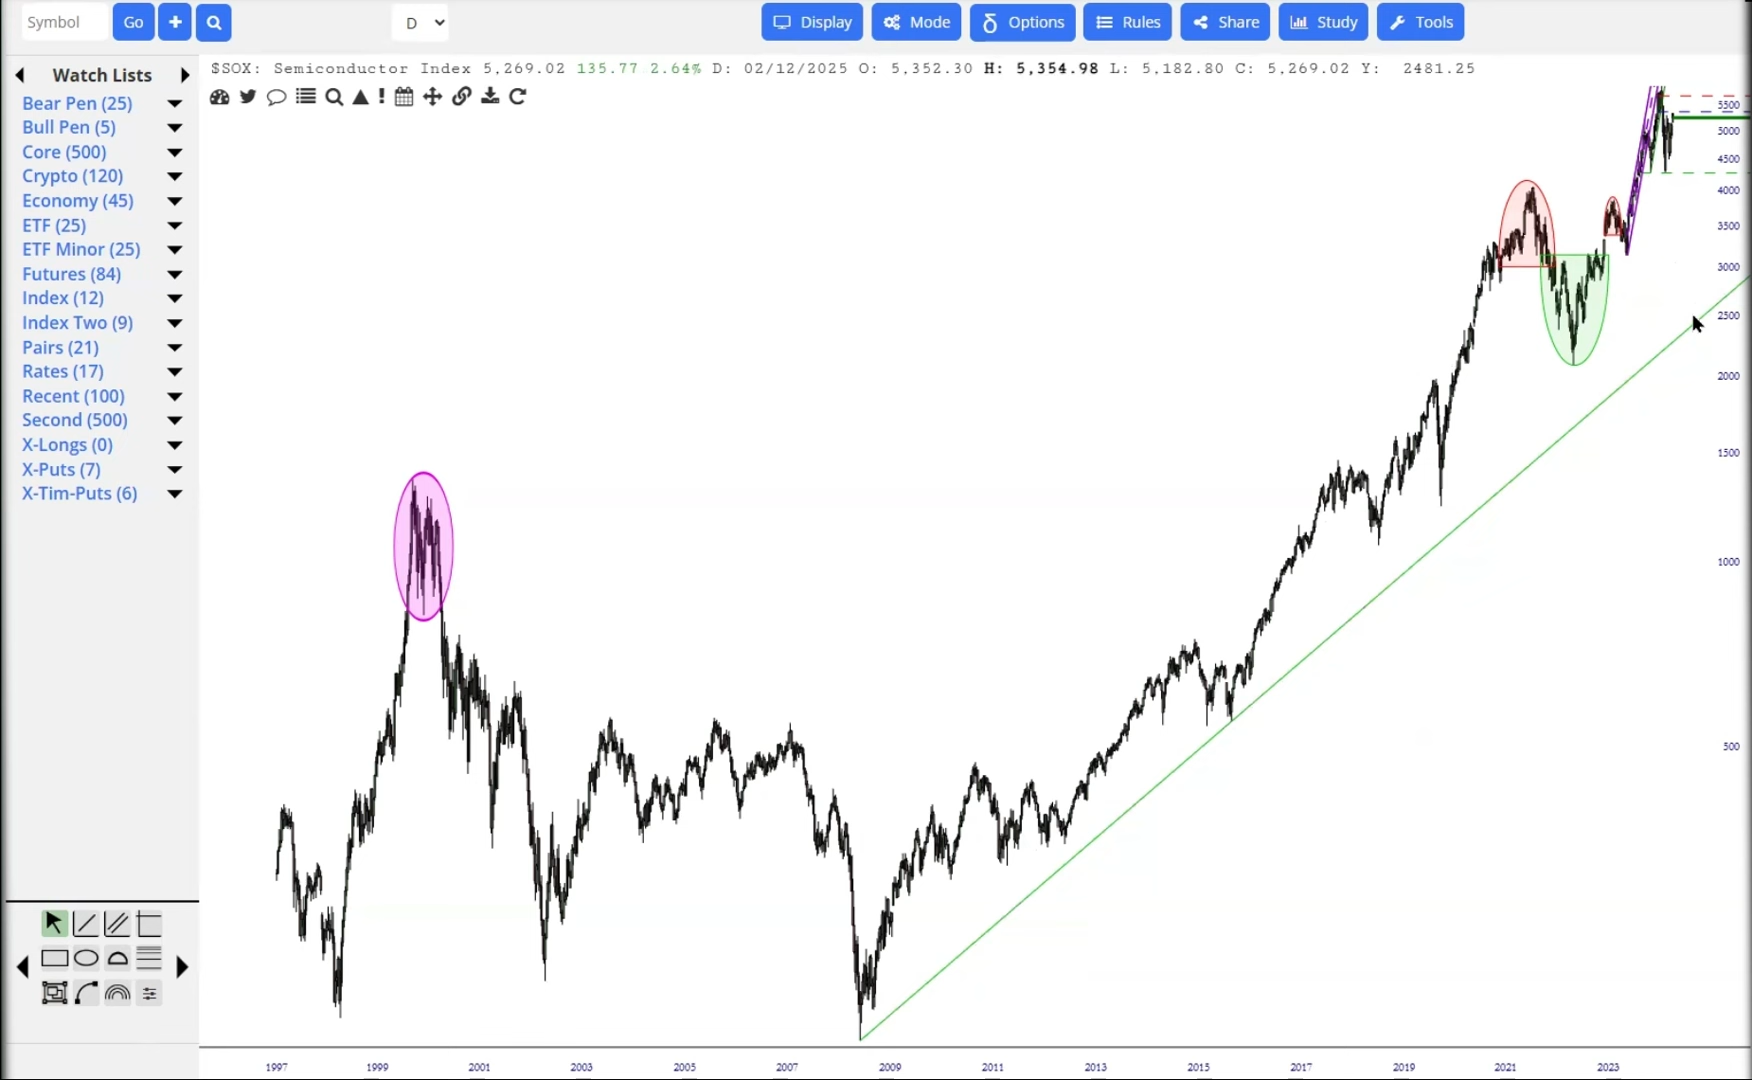 Symbol Go + D Display Mode Options Rules Share Study Tools
Watch Lists
Bear Pen (25)
Bull Pen (5)
Core (500)
Crypto (120)
Economy (45)
ETF (25)
ETF Minor (25)
Futures (84)
Index (12)
Index Two (9)
Pairs (21)
Rates (17)
Recent (100)
Second (500)
X-Longs (0)
X-Puts (7)
X-Tim-Puts (6)
$SOX: Semiconductor Index 5,269.02 135.77 2.64% D: 02/12/2025 O: 5,352.30 H: 5,354.98 L: 5,182.80 C: 5,269.02 Y: 2481.25
5500
5000
4500
4000
3500
3000
2500
2000
1500
1000
500
1997 1999 2001 2003 2005 2007 2009 2011 2013 2015 2017 2019 2021 2023